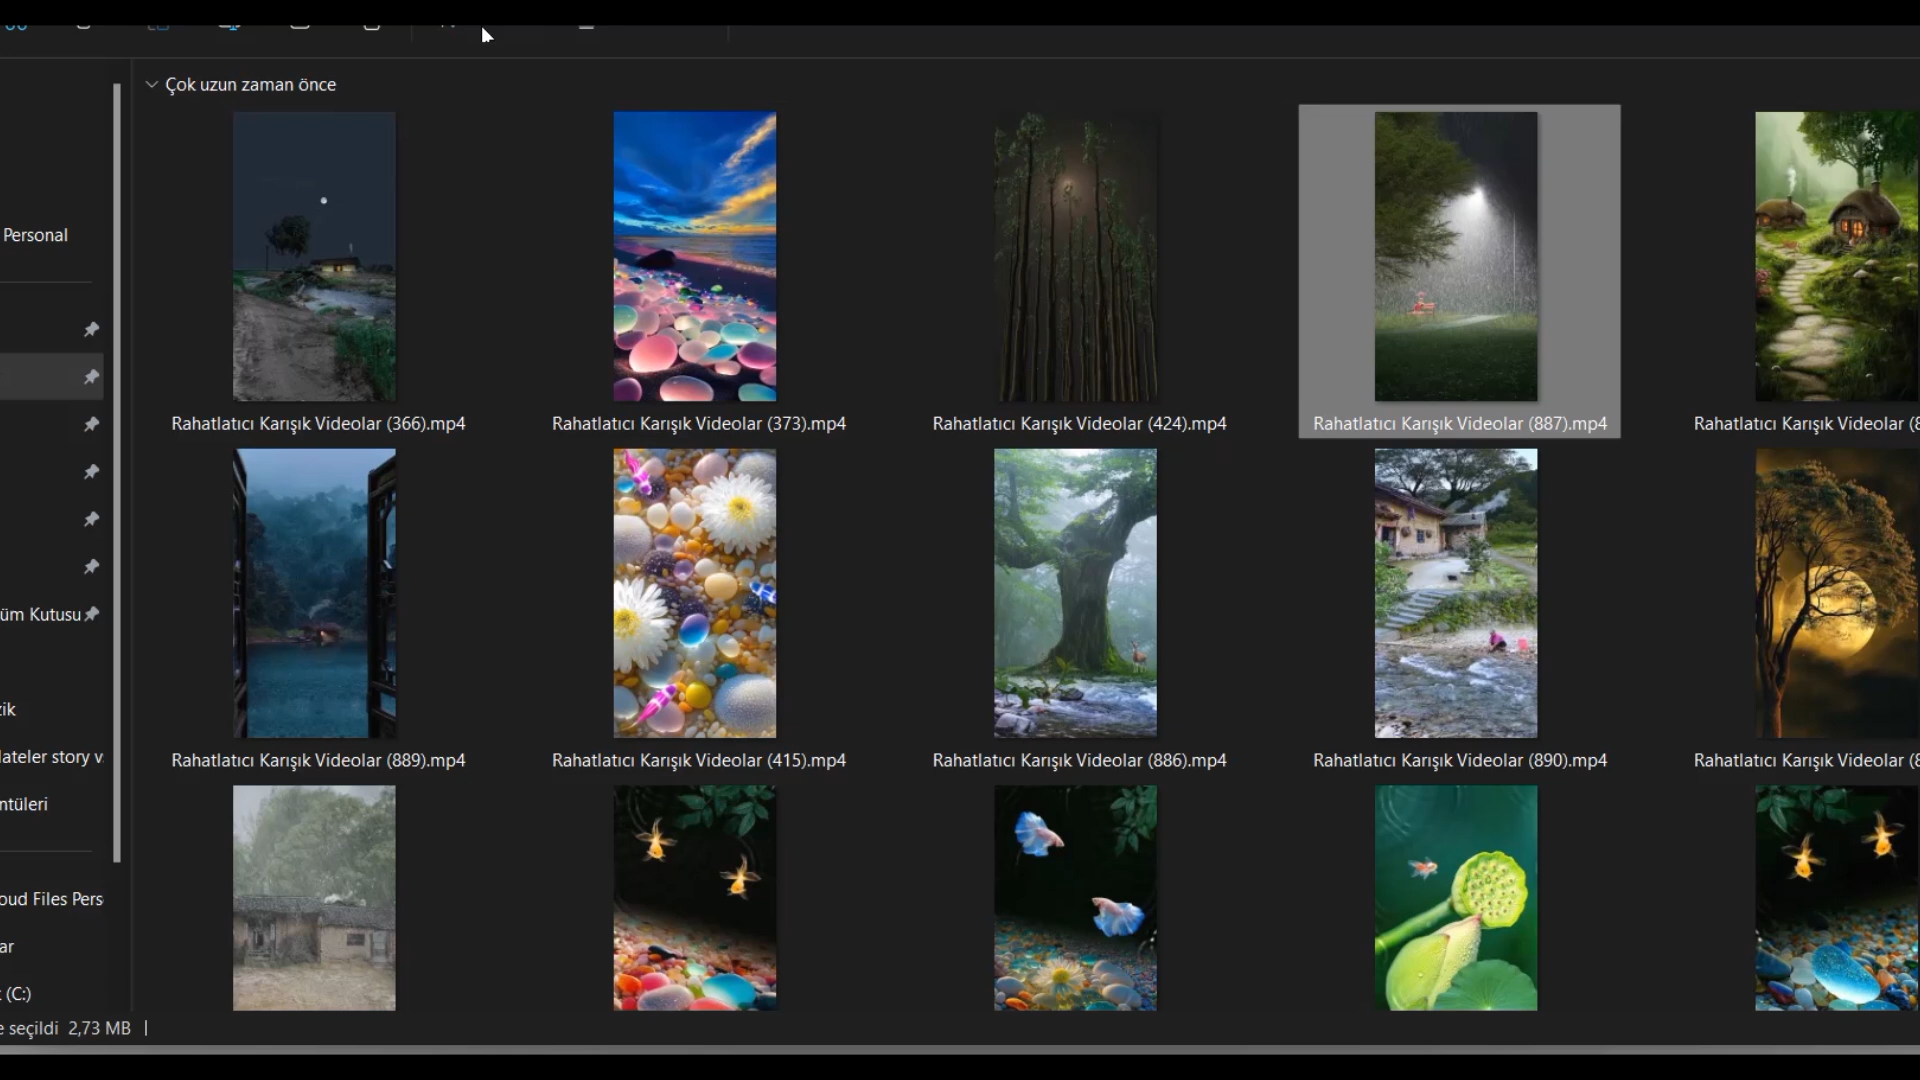 Çok uzun zaman önce
Personal
Rahatlatıcı Karışık Videolar (366).mp4
Rahatlatıcı Karışık Videolar (373).mp4
Rahatlatıcı Karışık Videolar (424).mp4
Rahatlatıcı Karışık Videolar (887).mp4
Rahatlatıcı Karışık Videolar (8
üm Kutusu
zik
lateler story v
ntüleri
Rahatlatıcı Karışık Videolar (889).mp4
Rahatlatıcı Karışık Videolar (415).mp4
Rahatlatıcı Karışık Videolar (886).mp4
Rahatlatıcı Karışık Videolar (890).mp4
Rahatlatıcı Karışık Videolar (8
oud Files Pers
ar
(C:)
e seçildi 2,73 MB